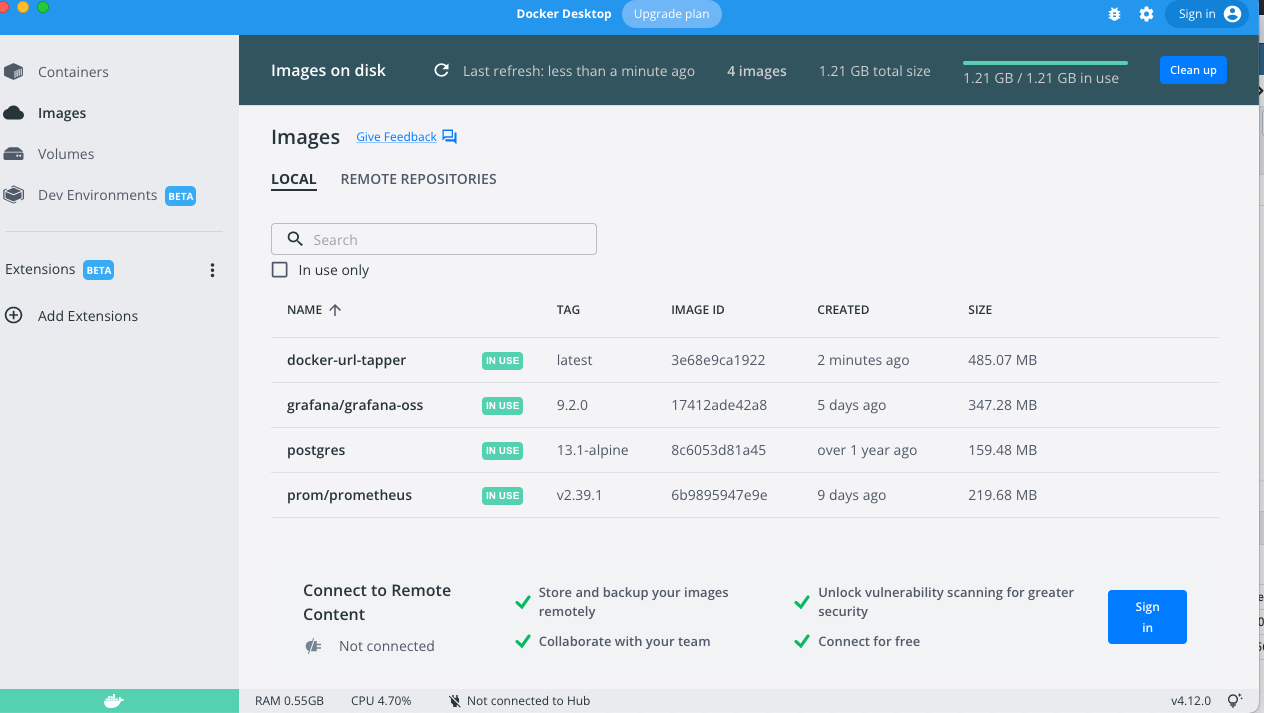 Docker Desktop Upgrade plan Sign in
Containers
Images
Volumes
Dev Environments BETA
Extensions BETA
Add Extensions
Images on disk Last refresh: less than a minute ago 4 images 1.21 GB total size 1.21 GB / 1.21 GB in use Clean up
Images Give Feedback
LOCAL REMOTE REPOSITORIES
Search
In use only
NAME TAG IMAGE ID CREATED SIZE
docker-url-tapper IN USE latest 3e68e9ca1922 2 minutes ago 485.07 MB
grafana/grafana-oss IN USE 9.2.0 17412ade42a8 5 days ago 347.28 MB
postgres IN USE 13.1-alpine 8c6053d81a45 over 1 year ago 159.48 MB
prom/prometheus IN USE v2.39.1 6b9895947e9e 9 days ago 219.68 MB
Connect to Remote
Content
Not connected
Store and backup your images
remotely
Collaborate with your team
Unlock vulnerability scanning for greater
security
Connect for free
Sign
in
RAM 0.55GB CPU 4.70% Not connected to Hub v4.12.0